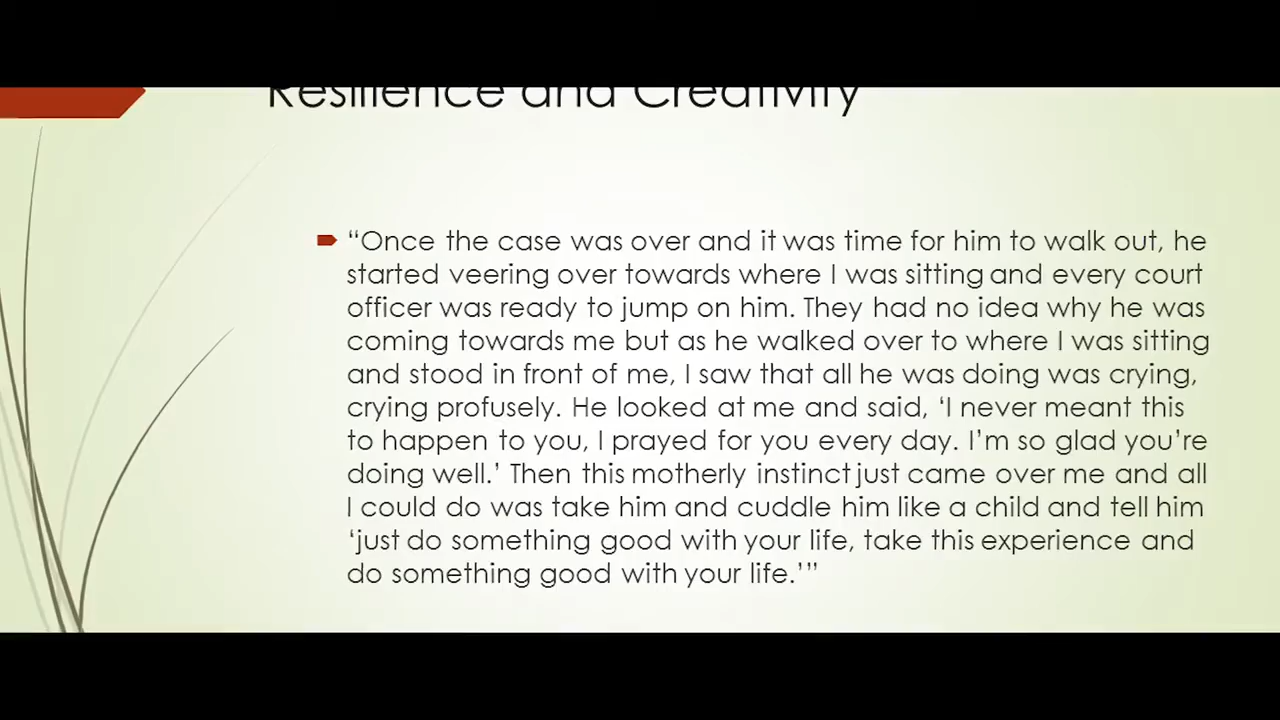 Resilience and Creativity
“Once the case was over and it was time for him to walk out, he
started veering over towards where I was sitting and every court
officer was ready to jump on him. They had no idea why he was
coming towards me but as he walked over to where I was sitting
and stood in front of me, I saw that all he was doing was crying,
crying profusely. He looked at me and said, ‘I never meant this
to happen to you, I prayed for you every day. I’m so glad you’re
doing well.’ Then this motherly instinct just came over me and all
I could do was take him and cuddle him like a child and tell him
‘just do something good with your life, take this experience and
do something good with your life.’”